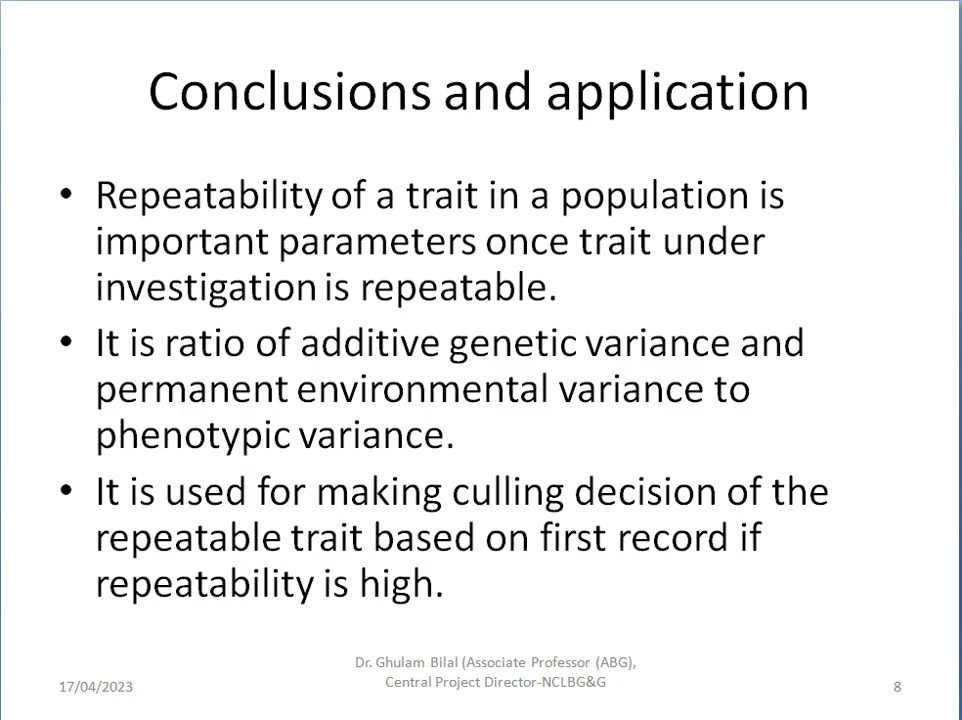 Conclusions and application
• Repeatability of a trait in a population is
important parameters once trait under
investigation is repeatable.
• It is ratio of additive genetic variance and
permanent environmental variance to
phenotypic variance.
• It is used for making culling decision of the
repeatable trait based on first record if
repeatability is high.
17/04/2023
Dr. Ghulam Bilal (Associate Professor (ABG),
Central Project Director-NCLBG&G
8